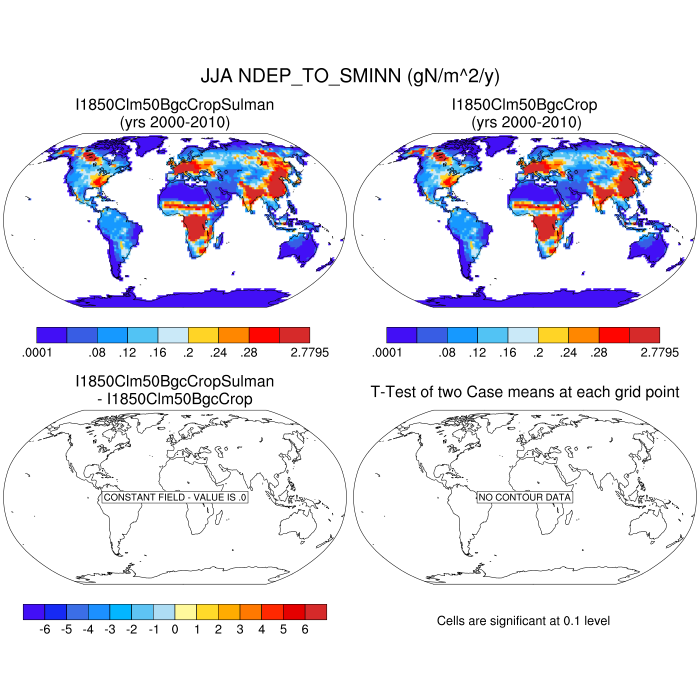 JJA NDEP_TO_SMINN (gN/m^2/y)
I1850Clm50BgcCropSulman
(yrs 2000-2010)
I1850Clm50BgcCrop
(yrs 2000-2010)
.0001 .08 .12 .16 .2 .24 .28 2.7795
.0001 .08 .12 .16 .2 .24 .28 2.7795
I1850Clm50BgcCropSulman
- I1850Clm50BgcCrop
T-Test of two Case means at each grid point
CONSTANT FIELD - VALUE IS .0
NO CONTOUR DATA
-6 -5 -4 -3 -2 -1 0 1 2 3 4 5 6
Cells are significant at 0.1 level